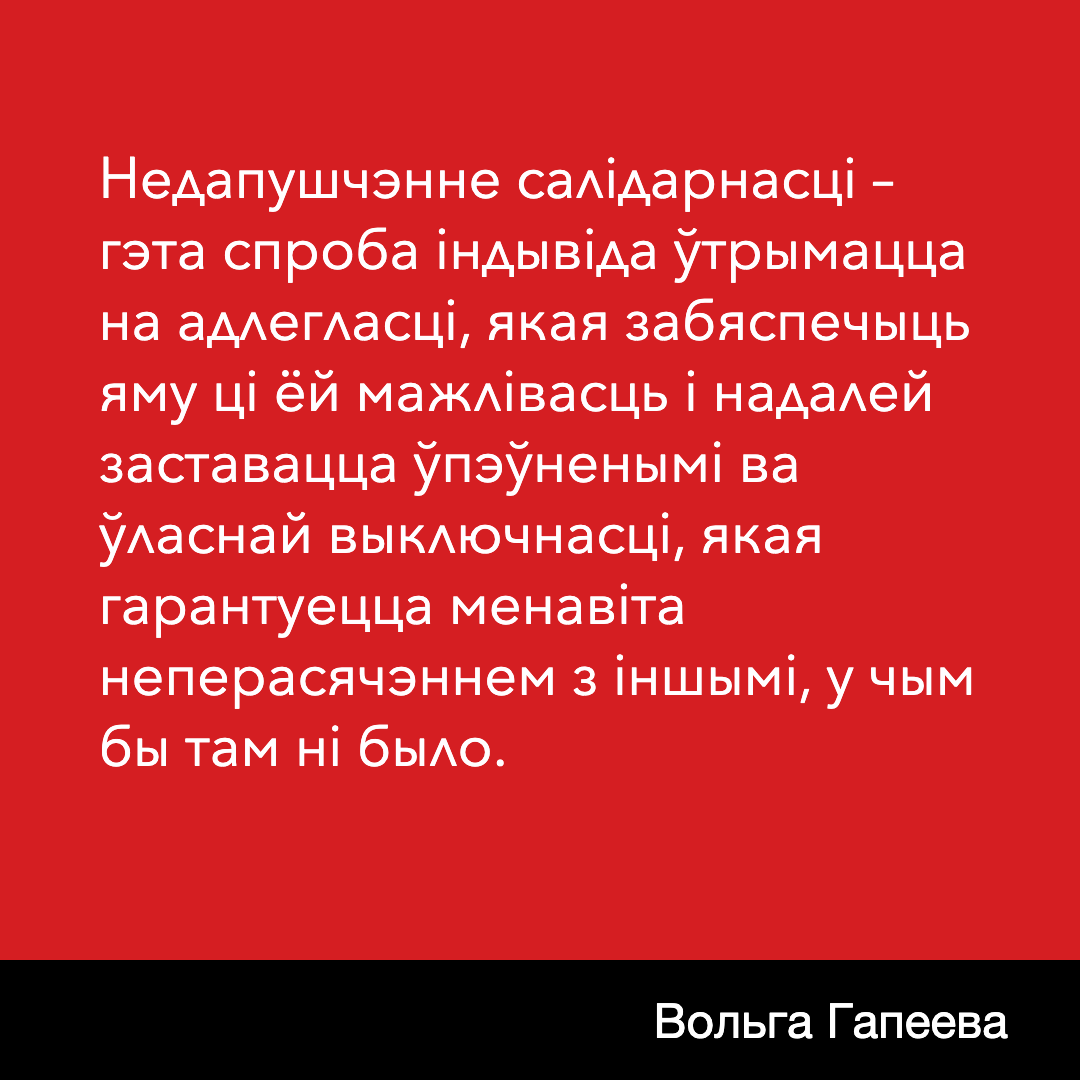 Недапушчэнне салідарнасці –
гэта спроба індывіда ўтрымацца
на адлегласці, якая забяспечыць
яму ці ёй мажлівасць і надалей
заставацца ўпэўненымі ва
ўласнай выключнасці, якая
гарантуецца менавіта
неперасячэннем з іншымі, у чым
бы там ні было.
Вольга Гапеева